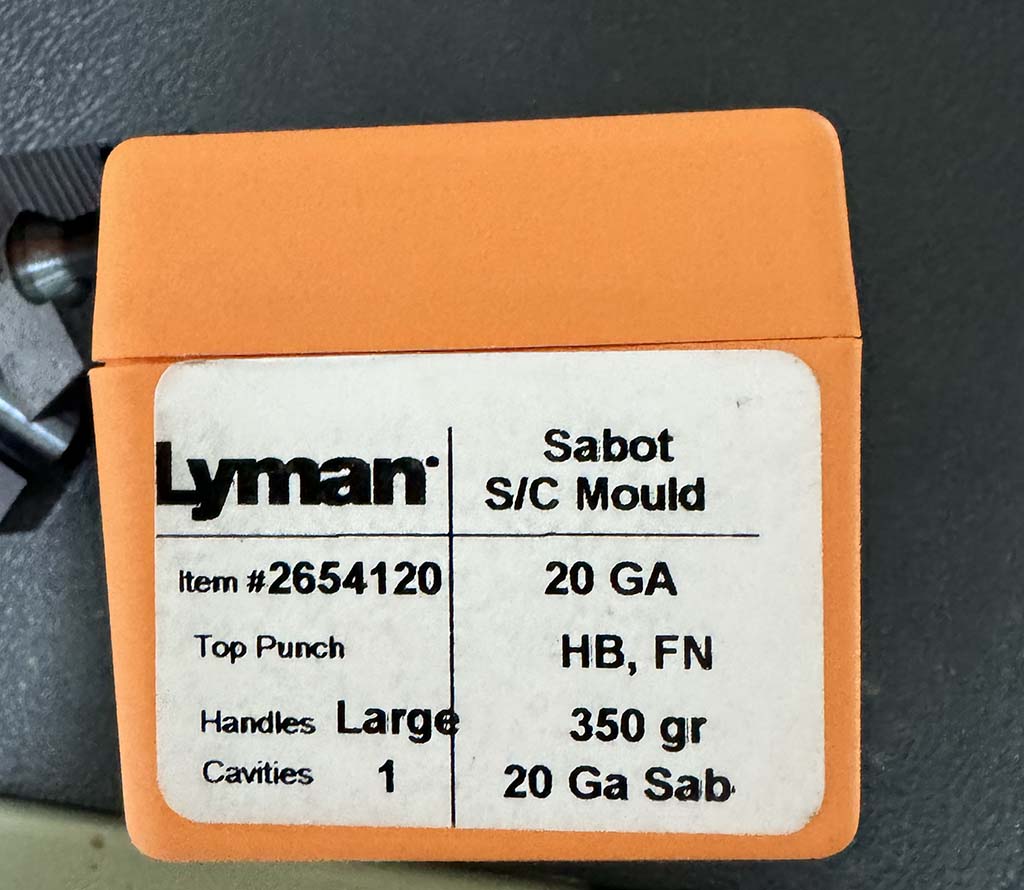 Lyman
Sabot
S/C Mould
Item #2654120
20 GA
Top Punch
HB, FN
Handles Large
350 gr
Cavities 1
20 Ga Sab